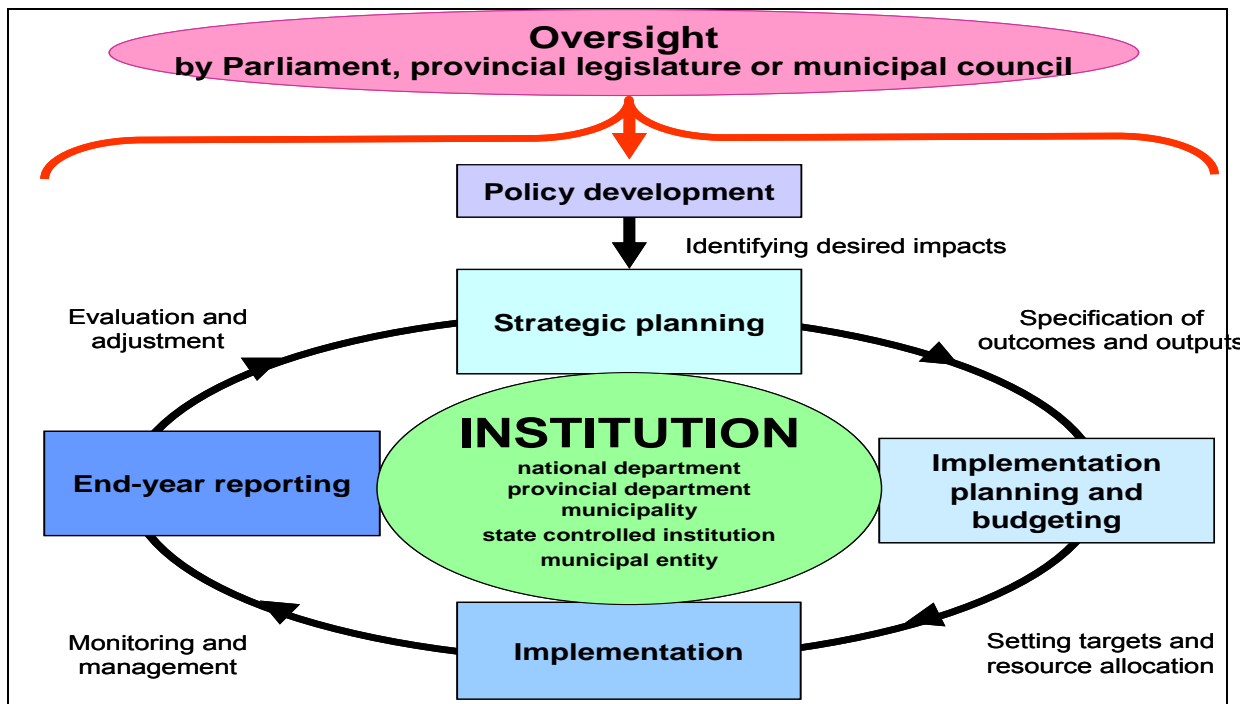 Oversight
by Parliament, provincial legislature or municipal council
Policy development
Identifying desired impacts
Strategic planning
Evaluation and
adjustment
Specification of
outcomes and outputs
INSTITUTION
national department
provincial department
municipality
state controlled institution
municipal entity
End-year reporting
Implementation
planning and
budgeting
Monitoring and
management
Implementation
Setting targets and
resource allocation